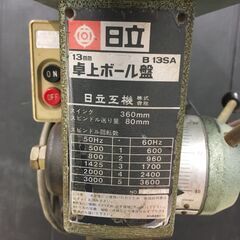 日立
13mm B13SA
卓上ボール盤
日立工機株式会社
スイング 360mm
スピンドル送り量 80mm
スピンドル回転数
50Hz 60Hz
500 1 600
800 2 960
1425 3 1700
2000 4 2400
3000 5 3600
NO.
ON
OFF